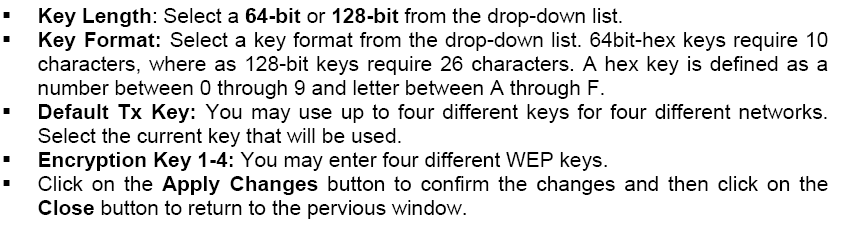 ▪ Key Length: Select a 64-bit or 128-bit from the drop-down list.
▪ Key Format: Select a key format from the drop-down list. 64bit-hex keys require 10
characters, where as 128-bit keys require 26 characters. A hex key is defined as a
number between 0 through 9 and letter between A through F.
▪ Default Tx Key: You may use up to four different keys for four different networks.
Select the current key that will be used.
▪ Encryption Key 1-4: You may enter four different WEP keys.
▪ Click on the Apply Changes button to confirm the changes and then click on the
Close button to return to the pervious window.